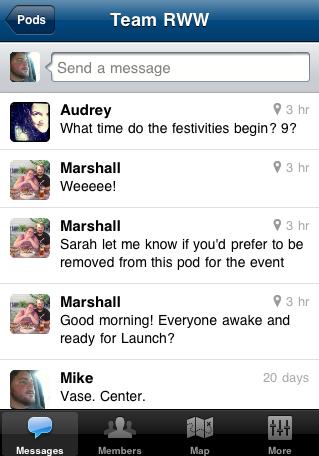 Pods
Team RWW
Send a message
Audrey
3 hr
What time do the festivities begin? 9?
Marshall
3 hr
Weeeee!
Marshall
3 hr
Sarah let me know if you'd prefer to be
removed from this pod for the event
Marshall
3 hr
Good morning! Everyone awake and
ready for Launch?
Mike
20 days
Vase. Center.
Messages
Members
Map
More